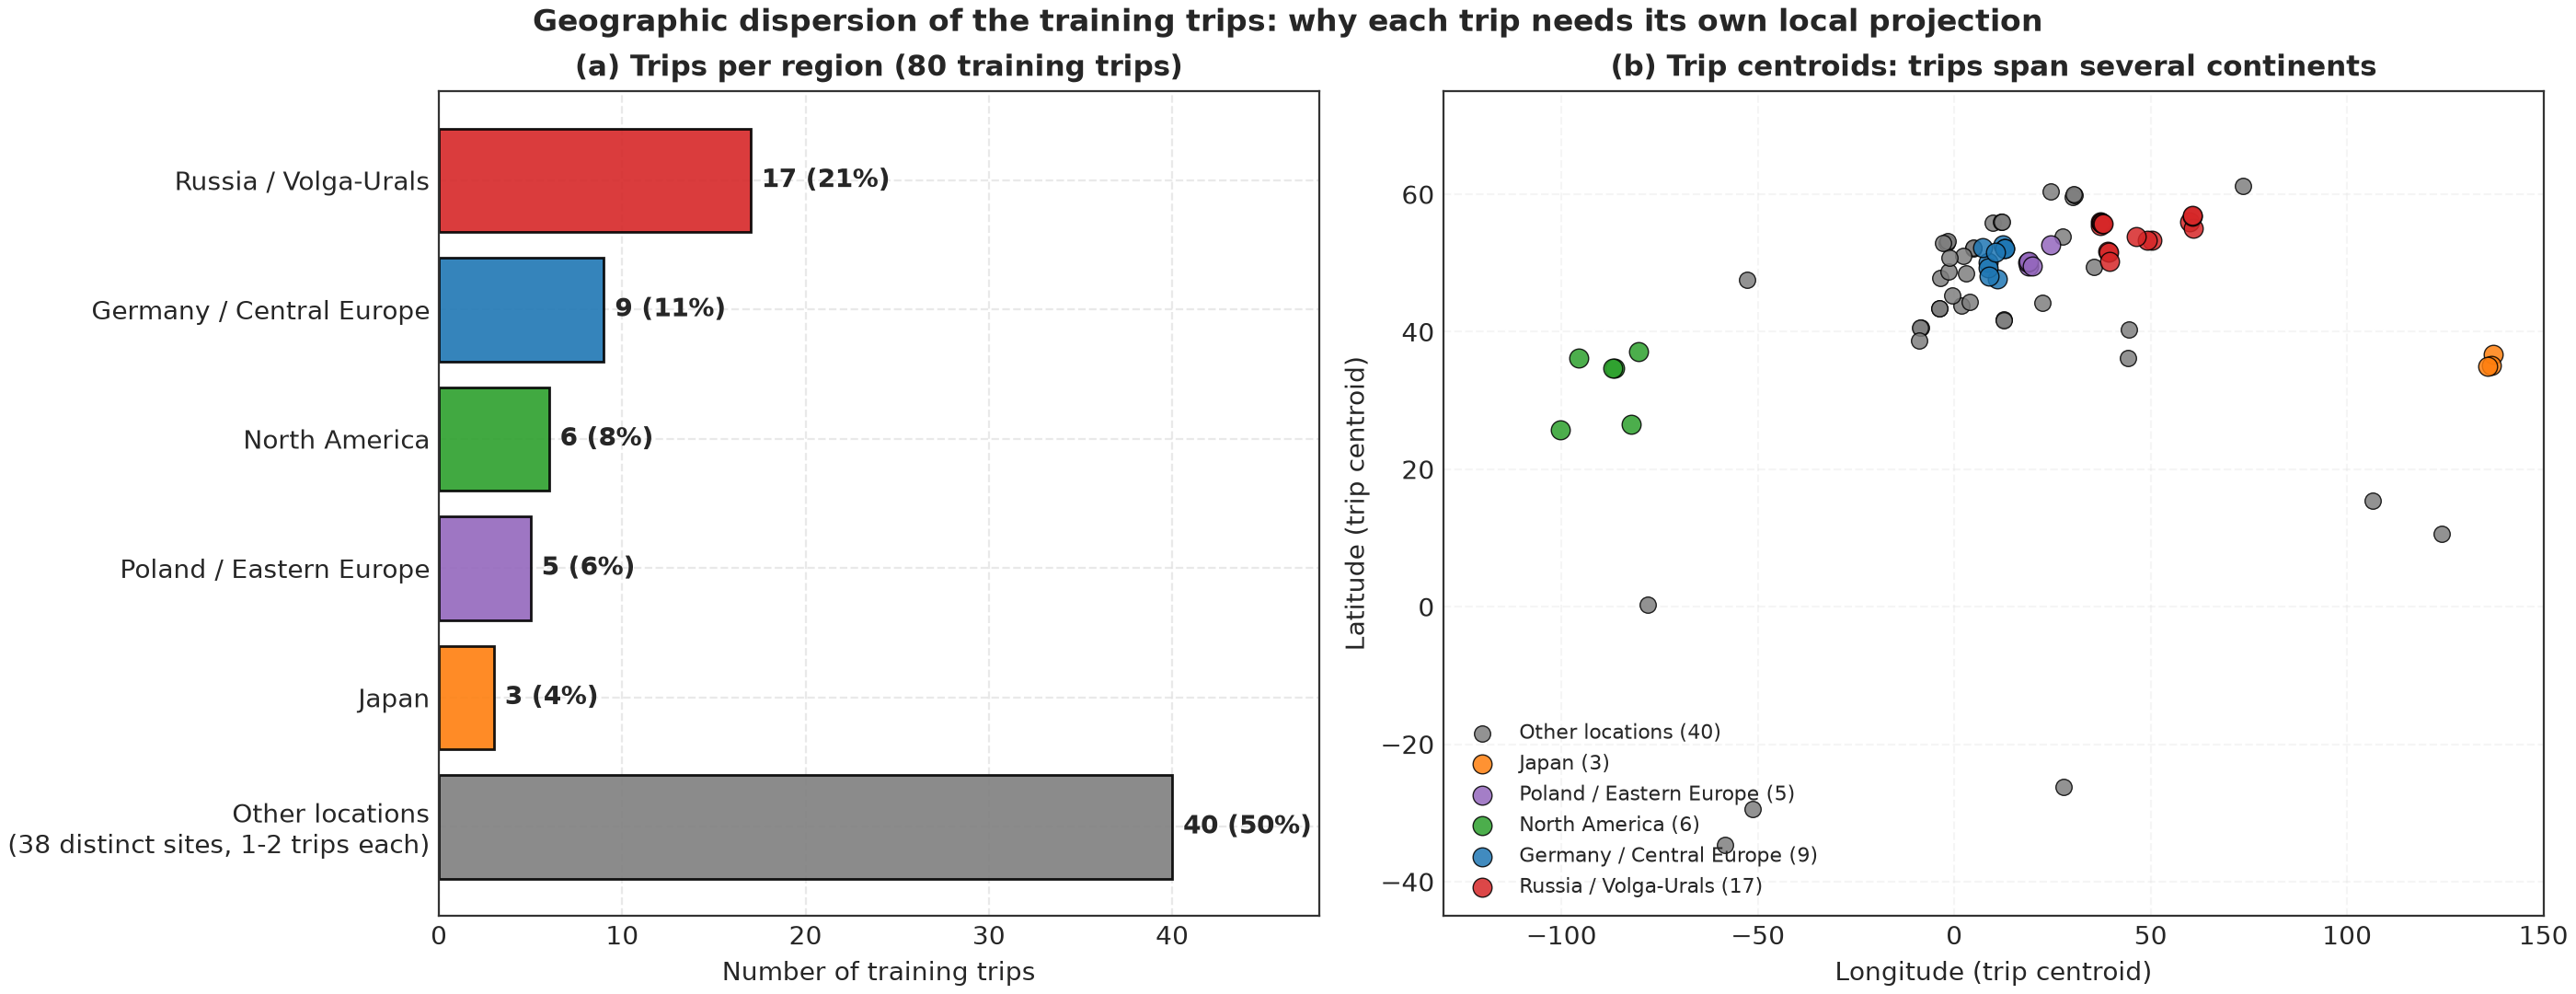 Geographic dispersion of the training trips: why each trip needs its own local projection
(a) Trips per region (80 training trips)
Russia / Volga-Urals
17 (21%)
Germany / Central Europe
9 (11%)
North America
6 (8%)
Poland / Eastern Europe
5 (6%)
Japan
3 (4%)
Other locations
(38 distinct sites, 1-2 trips each)
40 (50%)
0 10 20 30 40
Number of training trips
(b) Trip centroids: trips span several continents
Latitude (trip centroid)
60
40
20
0
−20
−40
Other locations (40)
Japan (3)
Poland / Eastern Europe (5)
North America (6)
Germany / Central Europe (9)
Russia / Volga-Urals (17)
−100 −50 0 50 100 150
Longitude (trip centroid)